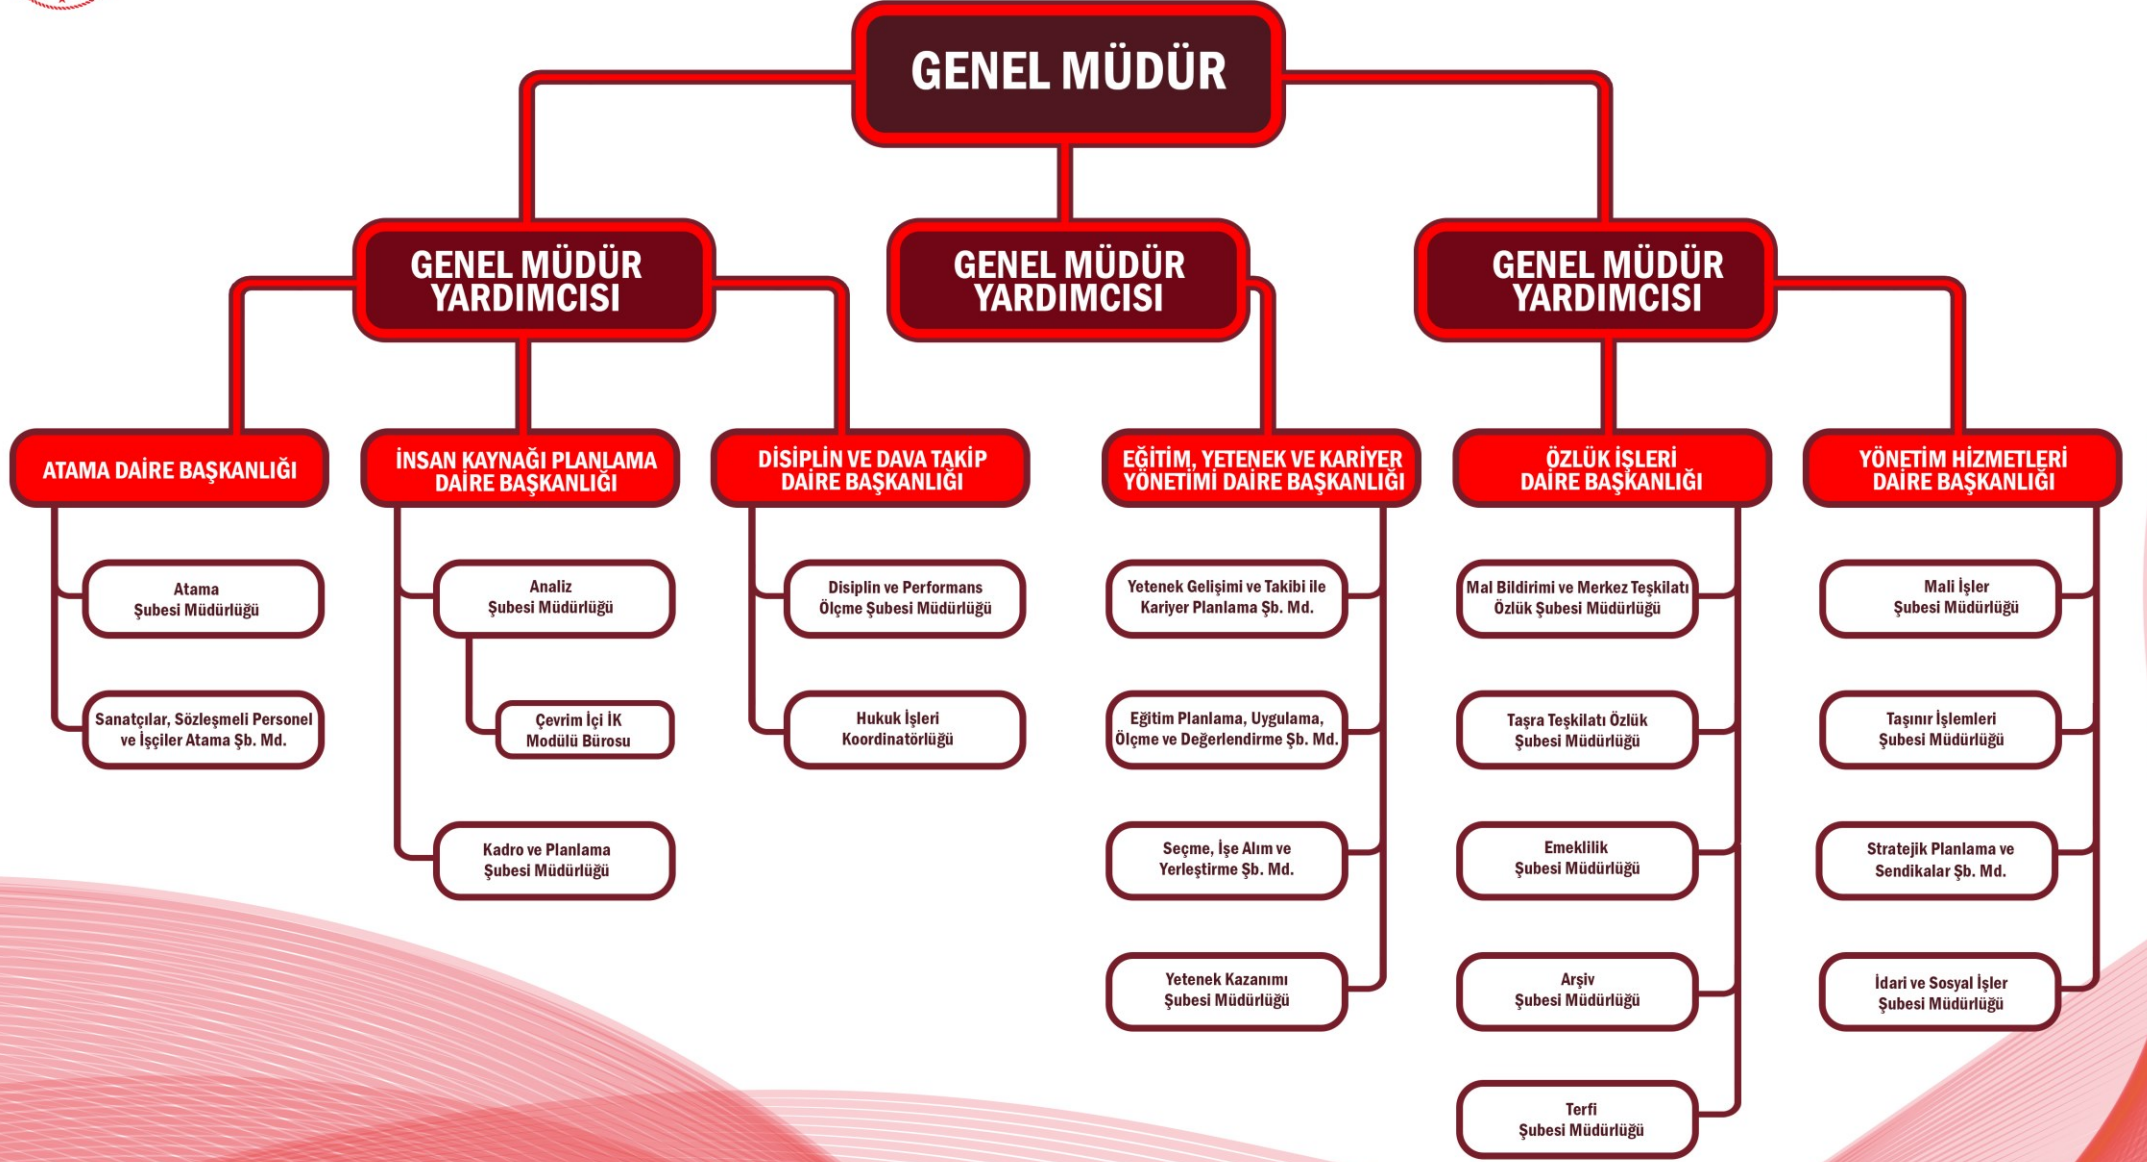 GENEL MÜDÜR
GENEL MÜDÜR
YARDIMCISI
GENEL MÜDÜR
YARDIMCISI
GENEL MÜDÜR
YARDIMCISI
ATAMA DAİRE BAŞKANLIĞI
İNSAN KAYNAĞI PLANLAMA
DAİRE BAŞKANLIĞI
DİSİPLİN VE DAVA TAKİP
DAİRE BAŞKANLIĞI
EĞİTİM, YETENEK VE KARİYER
YÖNETİMİ DAİRE BAŞKANLIĞI
ÖZLÜK İŞLERİ
DAİRE BAŞKANLIĞI
YÖNETİM HİZMETLERİ
DAİRE BAŞKANLIĞI
Atama
Şubesi Müdürlüğü
Sanatçılar, Sözleşmeli Personel
ve İşçiler Atama Şb. Md.
Analiz
Şubesi Müdürlüğü
Çevrim İçi İK
Modülü Bürosu
Kadro ve Planlama
Şubesi Müdürlüğü
Disiplin ve Performans
Ölçme Şubesi Müdürlüğü
Hukuk İşleri
Koordinatörlüğü
Yetenek Gelişimi ve Takibi ile
Kariyer Planlama Şb. Md.
Eğitim Planlama, Uygulama,
Ölçme ve Değerlendirme Şb. Md.
Seçme, İşe Alım ve
Yerleştirme Şb. Md.
Yetenek Kazanımı
Şubesi Müdürlüğü
Mal Bildirimi ve Merkez Teşkilatı
Özlük Şubesi Müdürlüğü
Taşra Teşkilatı Özlük
Şubesi Müdürlüğü
Emeklilik
Şubesi Müdürlüğü
Arşiv
Şubesi Müdürlüğü
Terfi
Şubesi Müdürlüğü
Mali İşler
Şubesi Müdürlüğü
Taşınır İşlemleri
Şubesi Müdürlüğü
Stratejik Planlama ve
Sendikalar Şb. Md.
İdari ve Sosyal İşler
Şubesi Müdürlüğü